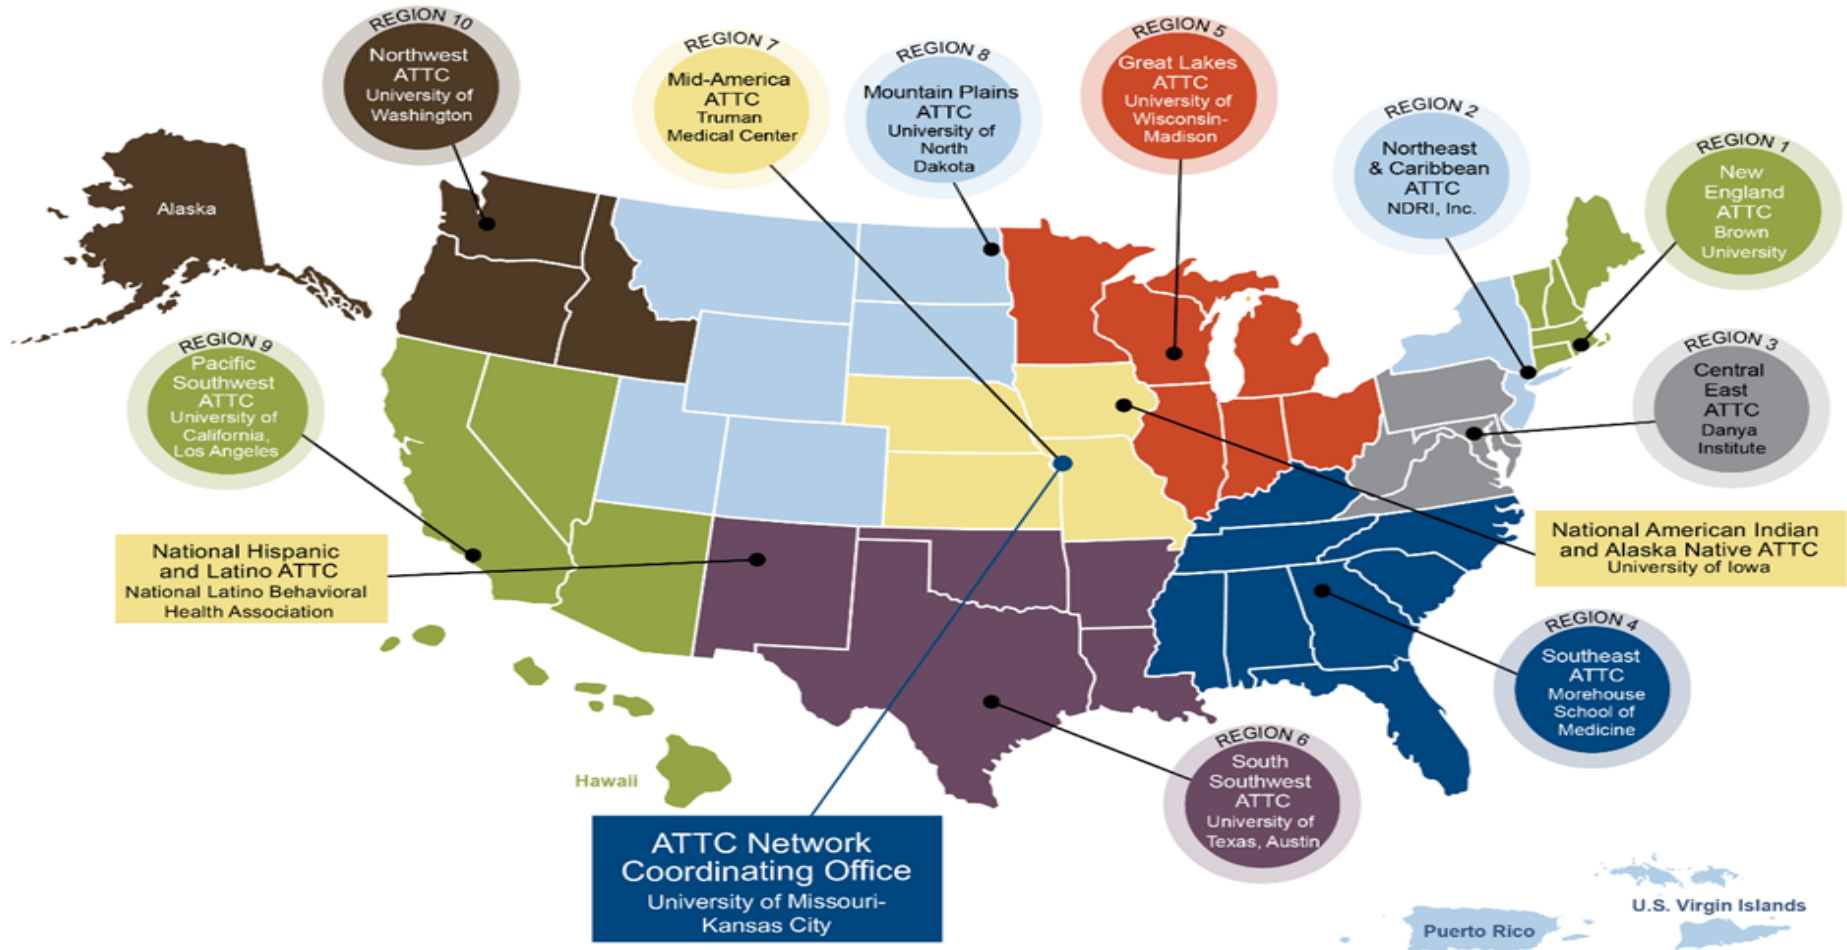 REGION 10
Northwest
ATTC
University of
Washington
REGION 7
Mid-America
ATTC
Truman
Medical Center
REGION 8
Mountain Plains
ATTC
University of
North
Dakota
REGION 5
Great Lakes
ATTC
University of
Wisconsin-
Madison
REGION 2
Northeast
& Caribbean
ATTC
NDRI, Inc.
REGION 1
New
England
ATTC
Brown
University
Alaska
REGION 9
Pacific
Southwest
ATTC
University of
California,
Los Angeles
REGION 3
Central
East
ATTC
Danya
Institute
National Hispanic
and Latino ATTC
National Latino Behavioral
Health Association
National American Indian
and Alaska Native ATTC
University of Iowa
REGION 4
Southeast
ATTC
Morehouse
School of
Medicine
REGION 6
South
Southwest
ATTC
University of
Texas, Austin
Hawaii
ATTC Network
Coordinating Office
University of Missouri-
Kansas City
U.S. Virgin Islands
Puerto Rico